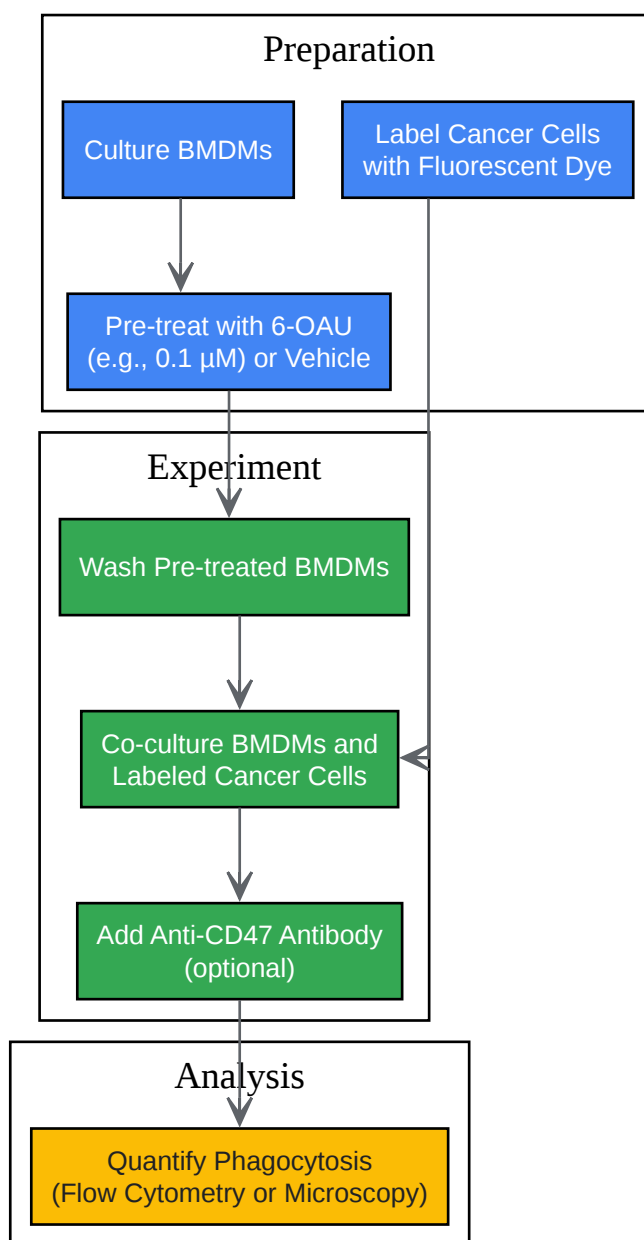 Preparation
Culture BMDMs
Label Cancer Cells
with Fluorescent Dye
Pre-treat with 6-OAU
(e.g., 0.1 µM) or Vehicle
Experiment
Wash Pre-treated BMDMs
Co-culture BMDMs and
Labeled Cancer Cells
Add Anti-CD47 Antibody
(optional)
Analysis
Quantify Phagocytosis
(Flow Cytometry or Microscopy)